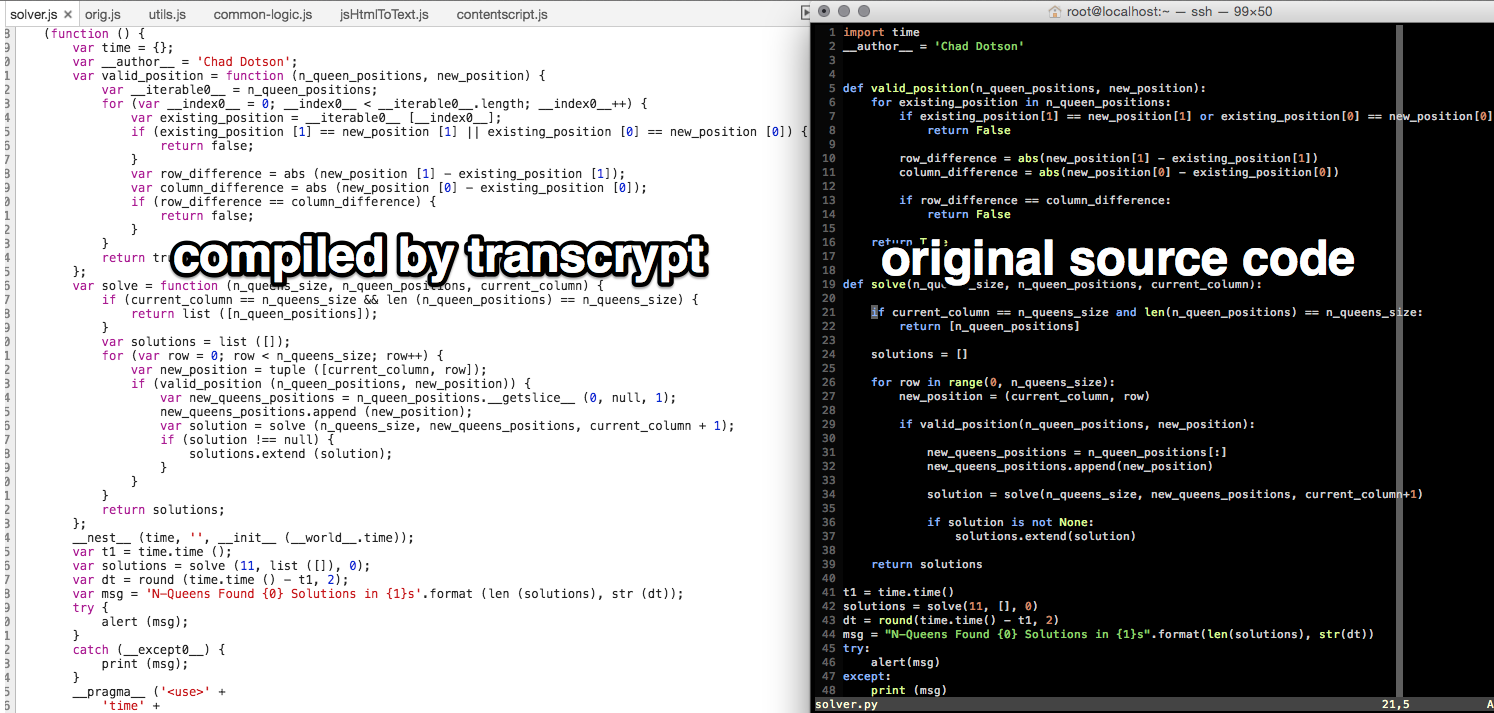 solver.js × orig.js utils.js common-logic.js jsHtmlToText.js contentscript.js
(function () {
var time = {};
var __author__ = 'Chad Dotson';
var valid_position = function (n_queen_positions, new_position) {
var __iterable0__ = n_queen_positions;
for (var __index0__ = 0; __index0__ < __iterable0__.length; __index0__++) {
var existing_position = __iterable0__ [__index0__];
if (existing_position [1] == new_position [1] || existing_position [0] == new_position [0]) {
return false;
}
var row_difference = abs (new_position [1] - existing_position [1]);
var column_difference = abs (new_position [0] - existing_position [0]);
if (row_difference == column_difference) {
return false;
}
}
return
};
var solve = function (n_queens_size, n_queen_positions, current_column) {
if (current_column == n_queens_size && len (n_queen_positions) == n_queens_size) {
return list ([n_queen_positions]);
}
var solutions = list ([]);
for (var row = 0; row < n_queens_size; row++) {
var new_position = tuple ([current_column, row]);
if (valid_position (n_queen_positions, new_position)) {
var new_queens_positions = n_queen_positions.__getslice__ (0, null, 1);
new_queens_positions.append (new_position);
var solution = solve (n_queens_size, new_queens_positions, current_column + 1);
if (solution !== null) {
solutions.extend (solution);
}
}
}
return solutions;
};
__nest__ (time, '', __init__ (__world__.time));
var t1 = time.time ();
var solutions = solve (11, list ([]), 0);
var dt = round (time.time () - t1, 2);
var msg = 'N-Queens Found {0} Solutions in {1}s'.format (len (solutions), str (dt));
try {
alert (msg);
}
catch (__except0__) {
print (msg);
}
__pragma__ ('<use>' +
'time' +
compiled by transcrypt
root@localhost:~ — ssh — 99×50
1 import time
2 __author__ = 'Chad Dotson'
3
4
5 def valid_position(n_queen_positions, new_position):
6 for existing_position in n_queen_positions:
7 if existing_position[1] == new_position[1] or existing_position[0] == new_position[0]
8 return False
9
10 row_difference = abs(new_position[1] - existing_position[1])
11 column_difference = abs(new_position[0] - existing_position[0])
12
13 if row_difference == column_difference:
14 return False
15
16 return
17
18
19 def solve(n_queens_size, n_queen_positions, current_column):
20
21 if current_column == n_queens_size and len(n_queen_positions) == n_queens_size:
22 return [n_queen_positions]
23
24 solutions = []
25
26 for row in range(0, n_queens_size):
27 new_position = (current_column, row)
28
29 if valid_position(n_queen_positions, new_position):
30
31 new_queens_positions = n_queen_positions[:]
32 new_queens_positions.append(new_position)
33
34 solution = solve(n_queens_size, new_queens_positions, current_column+1)
35
36 if solution is not None:
37 solutions.extend(solution)
38
39 return solutions
40
41 t1 = time.time()
42 solutions = solve(11, [], 0)
43 dt = round(time.time() - t1, 2)
44 msg = "N-Queens Found {0} Solutions in {1}s".format(len(solutions), str(dt))
45 try:
46 alert(msg)
47 except:
48 print (msg)
solver.py 21,5 A
original source code